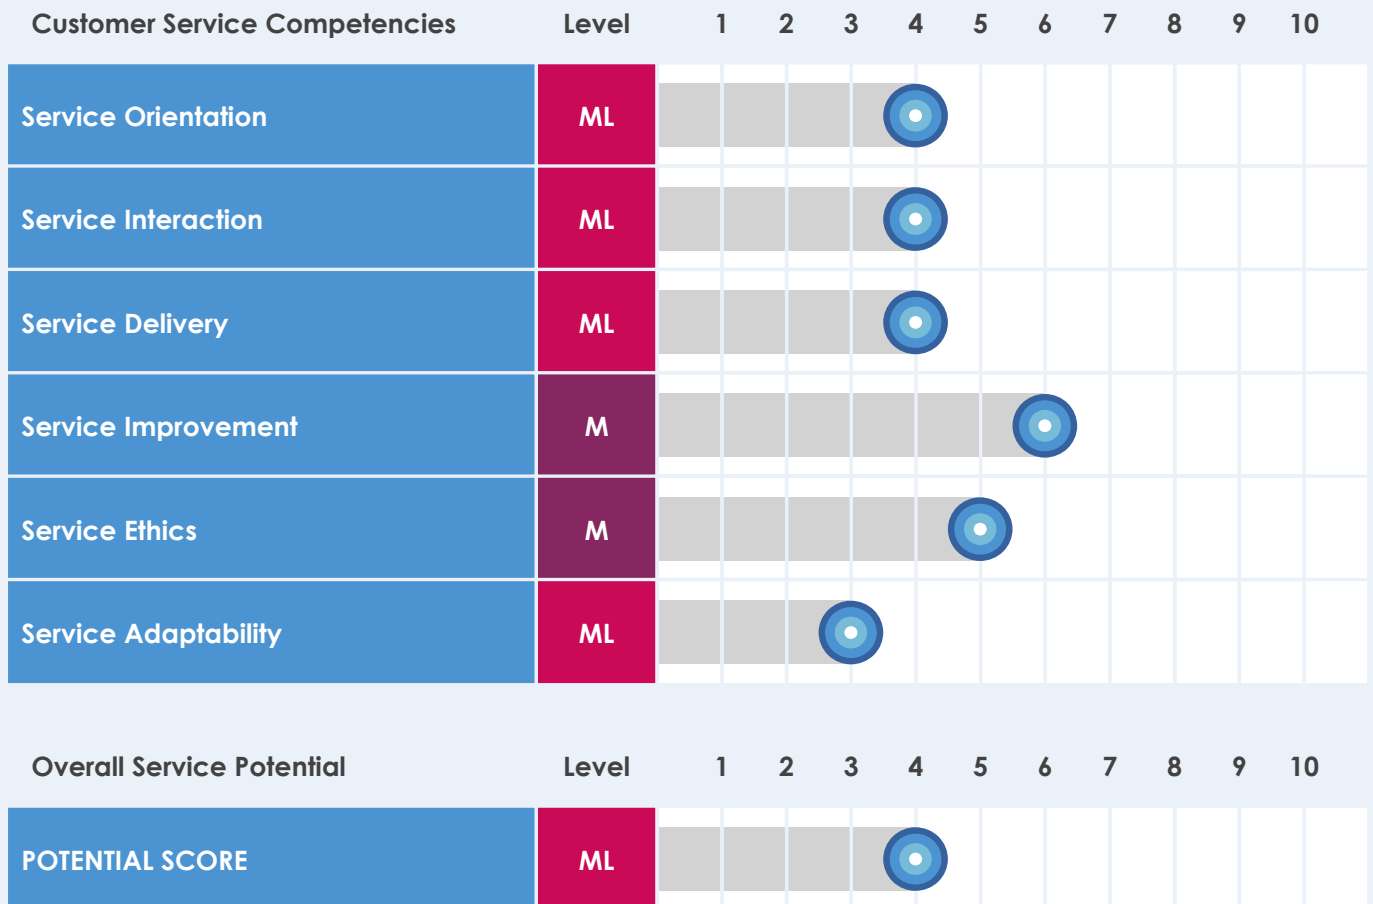 Customer Service Competencies Level 1 2 3 4 5 6 7 8 9 10
Service Orientation ML
Service Interaction ML
Service Delivery ML
Service Improvement M
Service Ethics M
Service Adaptability ML
Overall Service Potential Level 1 2 3 4 5 6 7 8 9 10
POTENTIAL SCORE ML